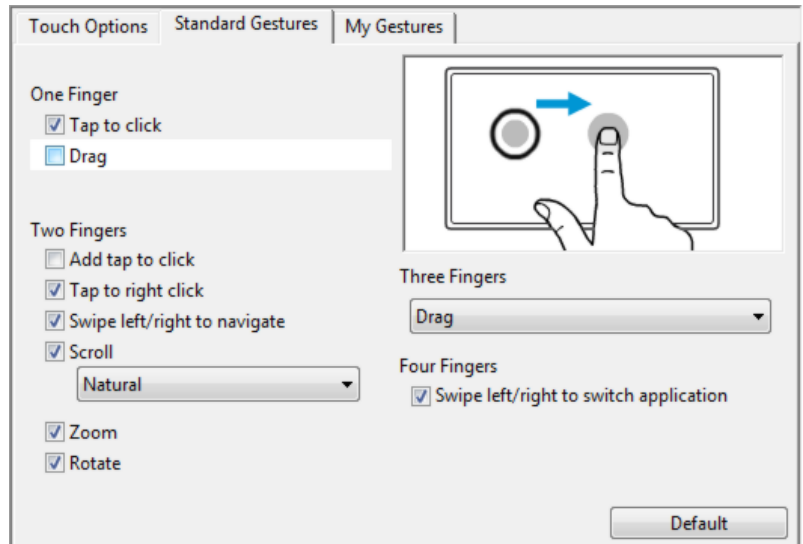 Touch Options
Standard Gestures
My Gestures
One Finger
Tap to click
Drag
Two Fingers
Add tap to click
Tap to right click
Swipe left/right to navigate
Scroll
Natural
Zoom
Rotate
Three Fingers
Drag
Four Fingers
Swipe left/right to switch application
Default